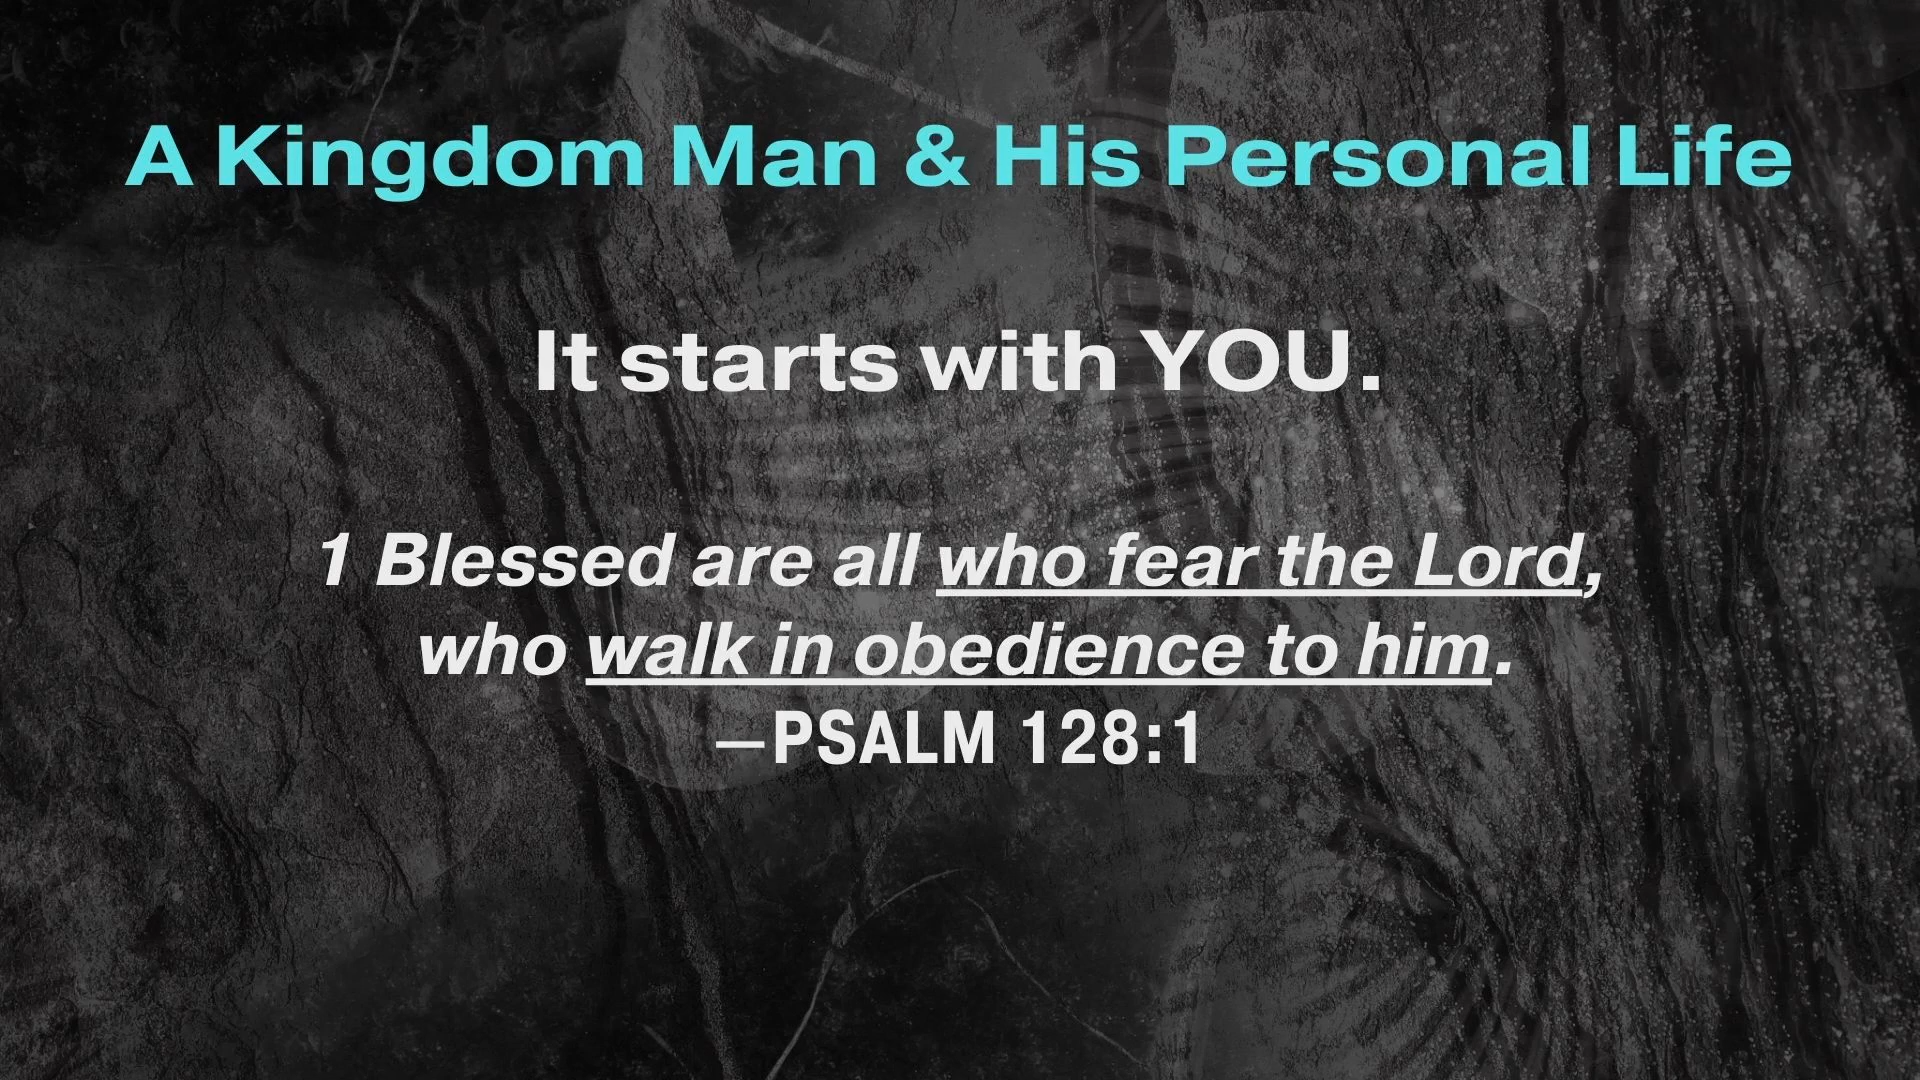 A Kingdom Man & His Personal Life
It starts with YOU.
1 Blessed are all who fear the Lord,
who walk in obedience to him.
—PSALM 128:1